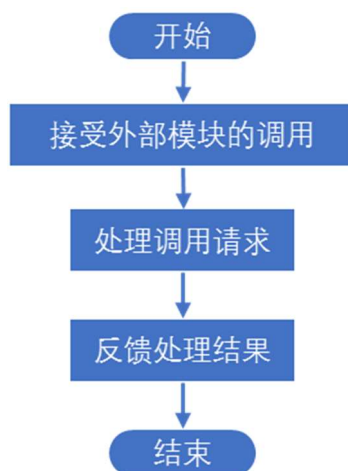 开始
接受外部模块的调用
处理调用请求
反馈处理结果
结束